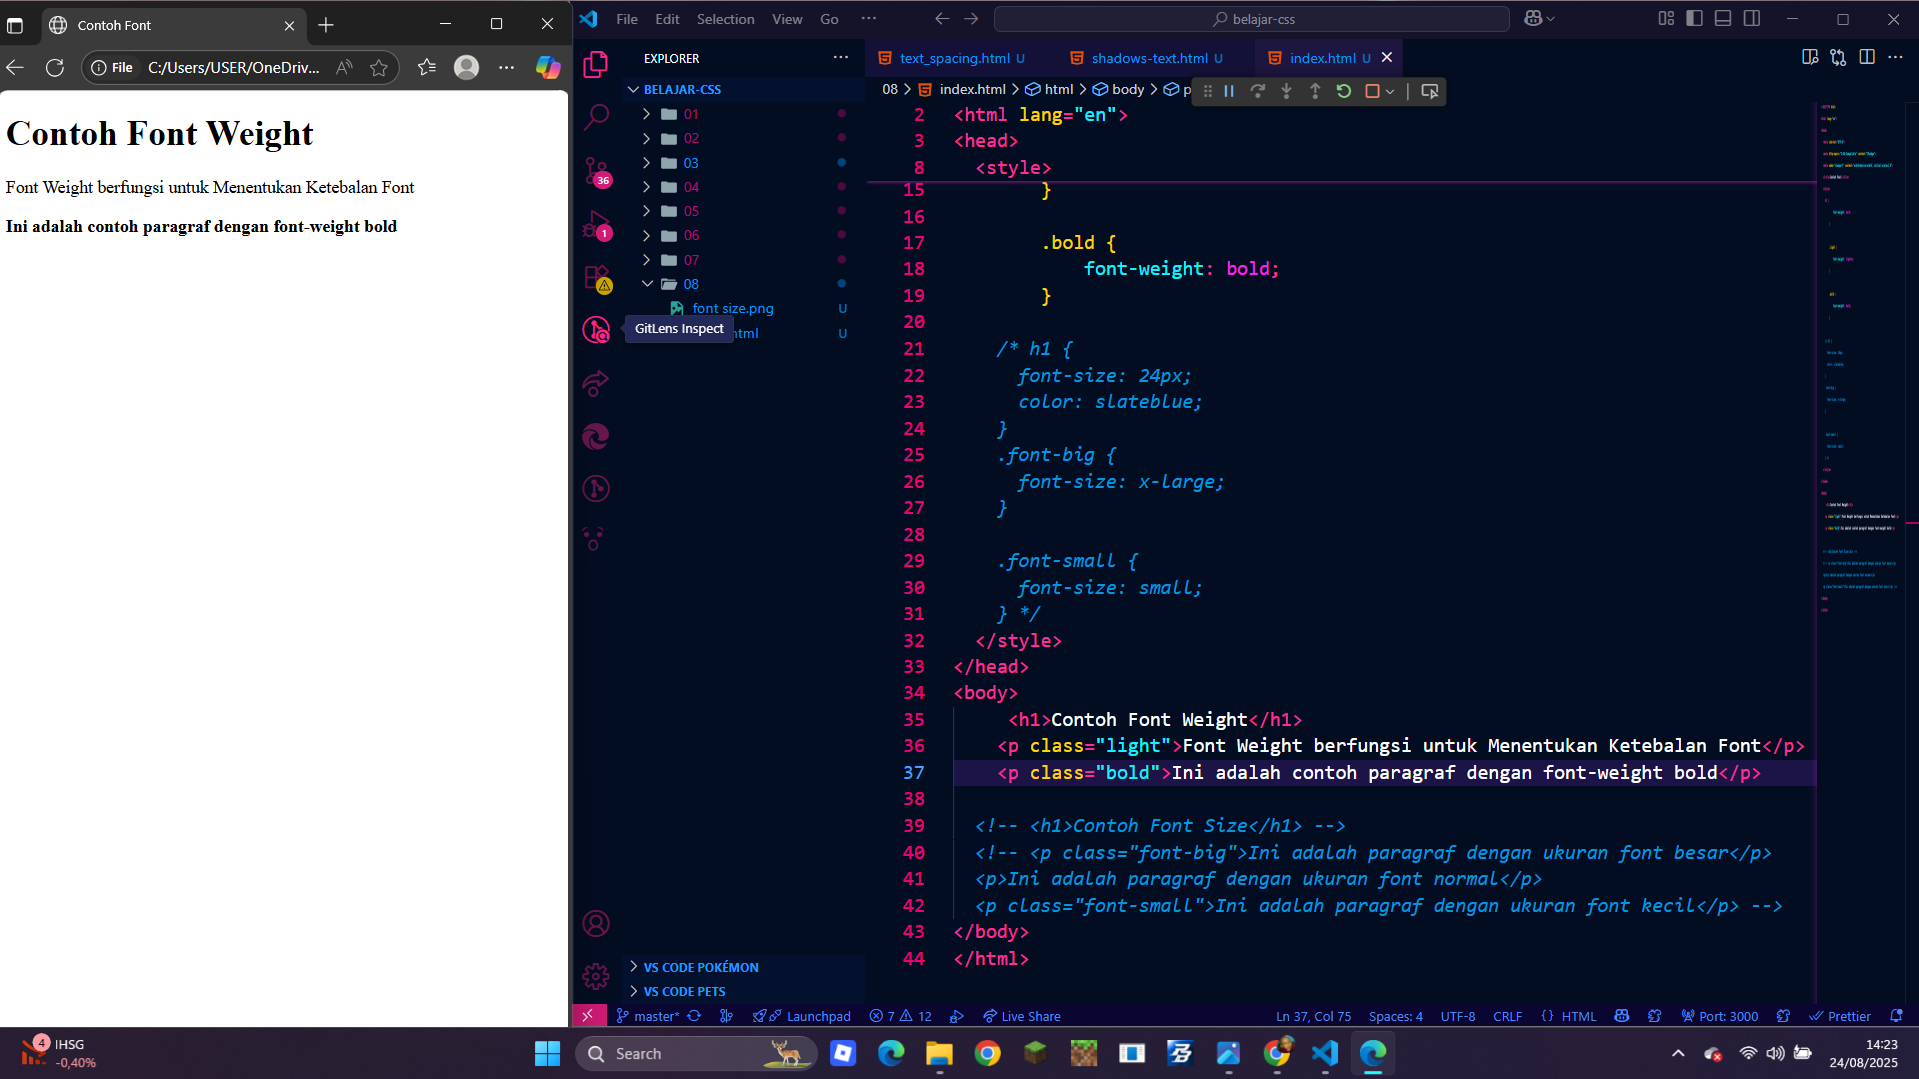 Contoh Font
File
C:/Users/USER/OneDriv...
Contoh Font Weight
Font Weight berfungsi untuk Menentukan Ketebalan Font
Ini adalah contoh paragraf dengan font-weight bold
File Edit Selection View Go ...
belajar-css
EXPLORER
BELAJAR-CSS
01
02
03
04
05
06
07
08
font size.png U
html U
GitLens Inspect
36
1
VS CODE POKÉMON
VS CODE PETS
text_spacing.html U
shadows-text.html U
index.html U
08 > index.html > html > body > p
2 <html lang="en">
3 <head>
8 <style>
15 }
16
17 .bold {
18 font-weight: bold;
19 }
20
21 /* h1 {
22 font-size: 24px;
23 color: slateblue;
24 }
25 .font-big {
26 font-size: x-large;
27 }
28
29 .font-small {
30 font-size: small;
31 } */
32 </style>
33 </head>
34 <body>
35 <h1>Contoh Font Weight</h1>
36 <p class="light">Font Weight berfungsi untuk Menentukan Ketebalan Font</p>
37 <p class="bold">Ini adalah contoh paragraf dengan font-weight bold</p>
38
39 <!-- <h1>Contoh Font Size</h1> -->
40 <!-- <p class="font-big">Ini adalah paragraf dengan ukuran font besar</p>
41 <p>Ini adalah paragraf dengan ukuran font normal</p>
42 <p class="font-small">Ini adalah paragraf dengan ukuran font kecil</p> -->
43 </body>
44 </html>
master* Launchpad 7 12 Live Share Ln 37, Col 75 Spaces: 4 UTF-8 CRLF {} HTML Port: 3000 Prettier
4
IHSG
-0,40%
Search
14:23
24/08/2025